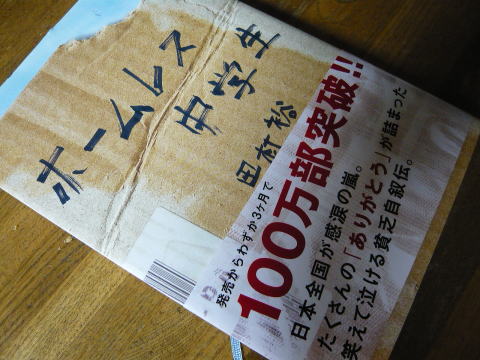 ホームレス
中学生
田村 松
発売からわずか3ヶ月で
100万部突破!!
日本全国が感涙の嵐。
たくさんの「ありがとう」が詰まった
笑えて泣ける貧乏自叙伝。